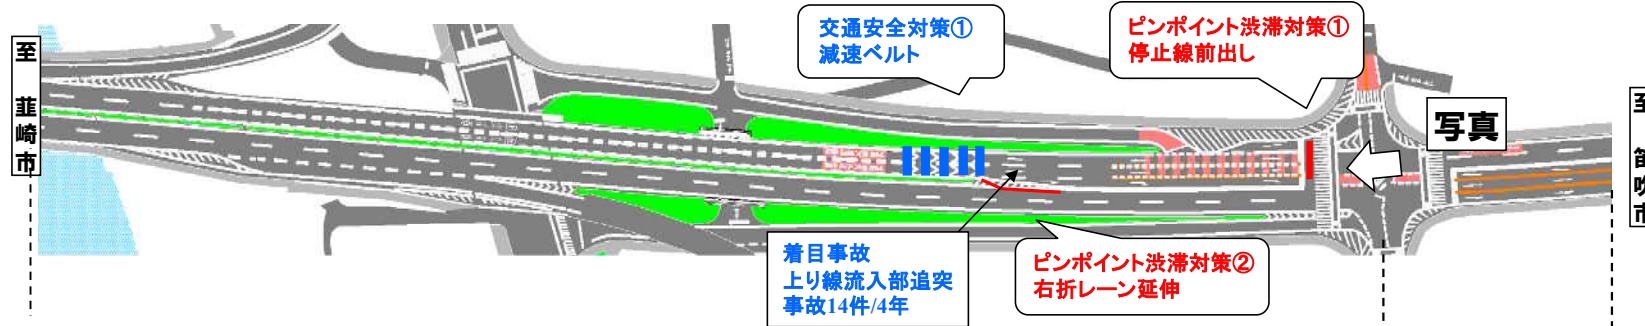 至 韮崎市
交通安全対策①
減速ベルト
ピンポイント渋滞対策①
停止線前出し
写真
至 笛吹市
着目事故
上り線流入部追突
事故14件/4年
ピンポイント渋滞対策②
右折レーン延伸